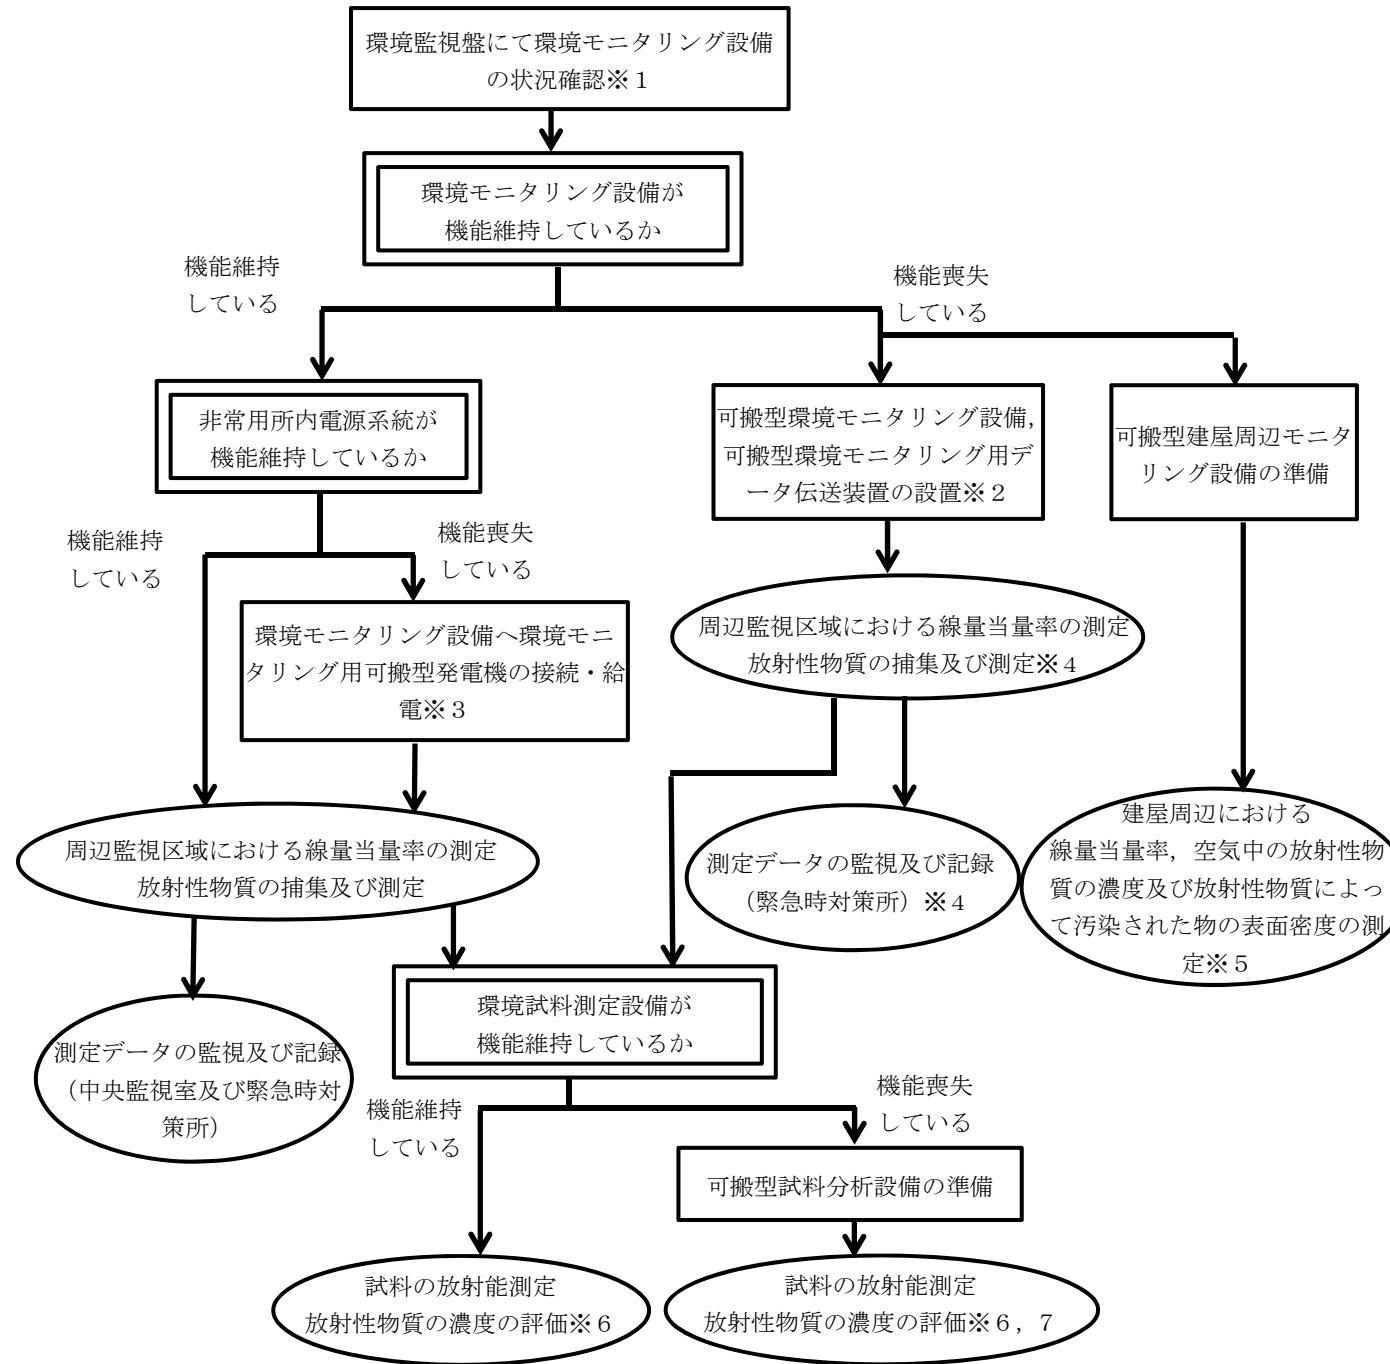 環境監視盤にて環境モニタリング設備
の状況確認※１
環境モニタリング設備が
機能維持しているか
機能維持
している
機能喪失
している
非常用所内電源系統が
機能維持しているか
可搬型環境モニタリング設備，
可搬型環境モニタリング用デ
ータ伝送装置の設置※２
可搬型建屋周辺モニタ
リング設備の準備
機能維持
している
機能喪失
している
環境モニタリング設備へ環境モニ
タリング用可搬型発電機の接続・給
電※３
周辺監視区域における線量当量率の測定
放射性物質の捕集及び測定※４
周辺監視区域における線量当量率の測定
放射性物質の捕集及び測定
測定データの監視及び記録
（緊急時対策所）※４
建屋周辺における
線量当量率，空気中の放射性物
質の濃度及び放射性物質によっ
て汚染された物の表面密度の測
定※５
測定データの監視及び記録
（中央監視室及び緊急時対
策所）
環境試料測定設備が
機能維持しているか
機能維持
している
機能喪失
している
可搬型試料分析設備の準備
試料の放射能測定
放射性物質の濃度の評価※６
試料の放射能測定
放射性物質の濃度の評価※６，７